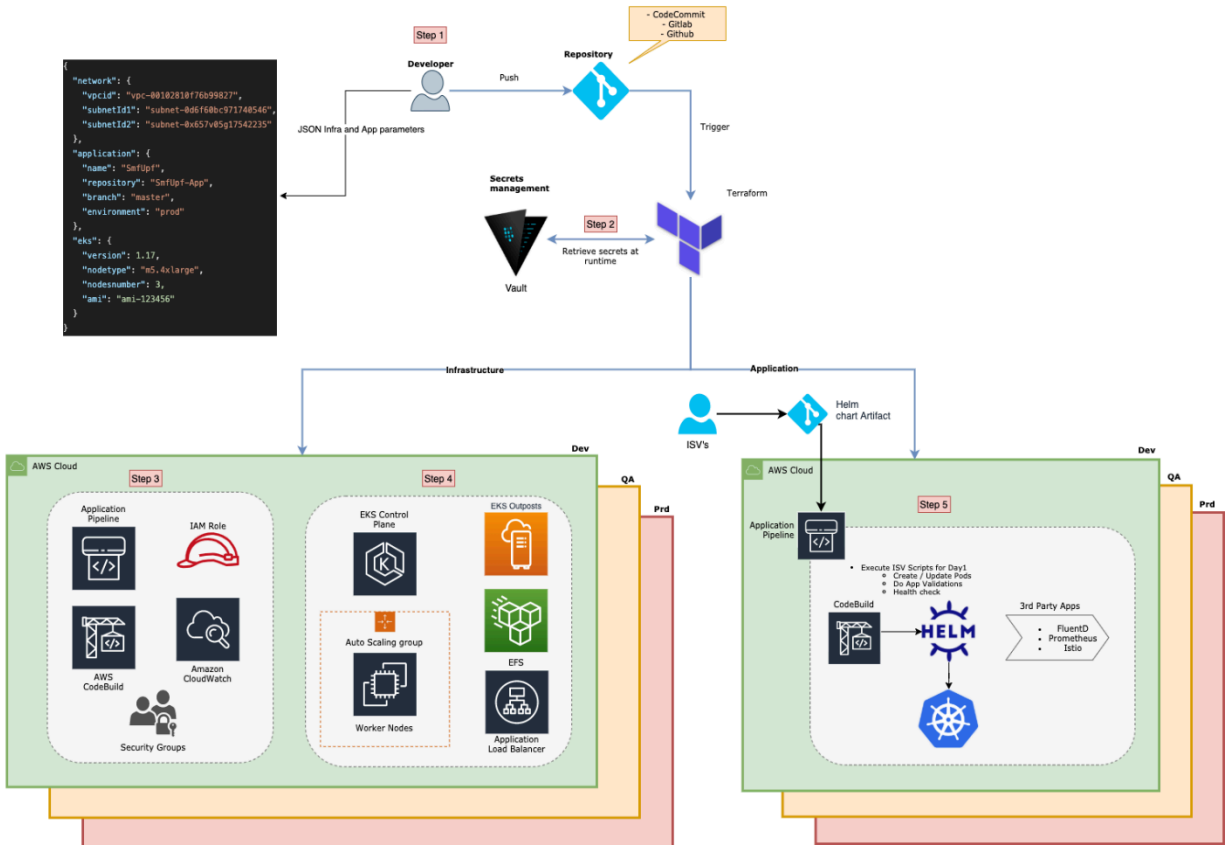 - CodeCommit
- Gitlab
- Github
Step 1
Repository
Developer
Push
{
"network": {
"vpcid": "vpc-00102810f76b99827",
"subnetId1": "subnet-0d6f60bc971740546",
"subnetId2": "subnet-0x657v05g17542235"
},
"application": {
"name": "SmfUpf",
"repository": "SmfUpf-App",
"branch": "master",
"environment": "prod"
},
"eks": {
"version": 1.17,
"nodetype": "m5.4xlarge",
"nodesnumber": 3,
"ami": "ami-123456"
}
}
JSON Infra and App parameters
Trigger
Secrets
management
Terraform
Step 2
Retrieve secrets at
runtime
Vault
Infrastructure
Application
Helm
chart Artifact
ISV's
Dev
AWS Cloud
QA
Prd
Step 3
Application
Pipeline
IAM Role
AWS
CodeBuild
Amazon
CloudWatch
Security Groups
Step 4
EKS Control
Plane
EKS Outposts
Auto Scaling group
EFS
Worker Nodes
Application
Load Balancer
Dev
AWS Cloud
QA
Prd
Step 5
Application
Pipeline
• Execute ISV Scripts for Day1
Create / Update Pods
Do App Validations
Health check
CodeBuild
HELM
3rd Party Apps
• FluentD
• Prometheus
• Istio